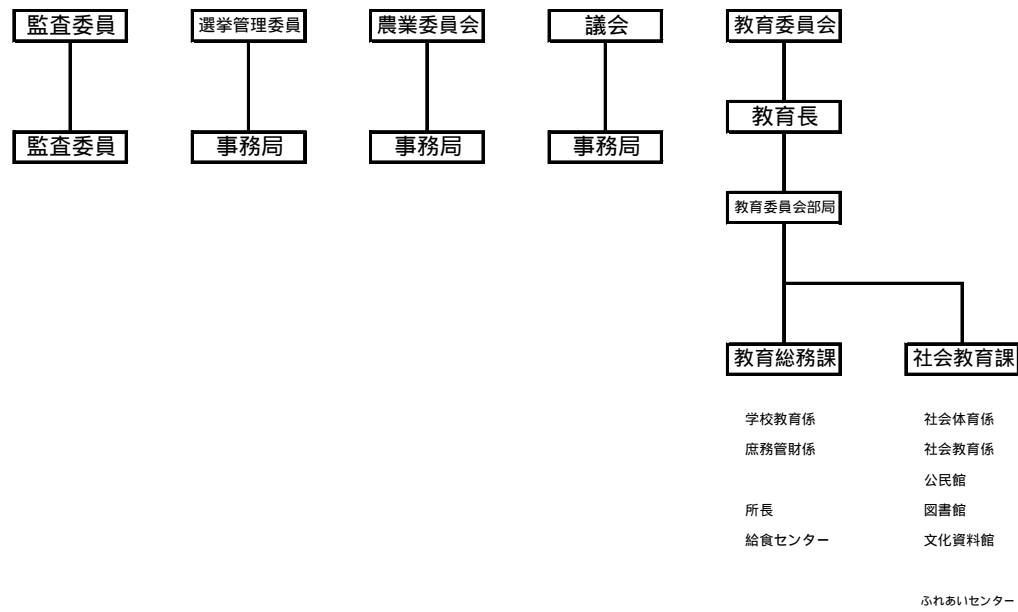 監査委員
選挙管理委員
農業委員会
議会
教育委員会
教育長
監査委員
事務局
事務局
事務局
教育委員会部局
教育総務課
社会教育課
学校教育係
社会体育係
庶務管財係
社会教育係
公民館
所長
図書館
給食センター
文化資料館
ふれあいセンター